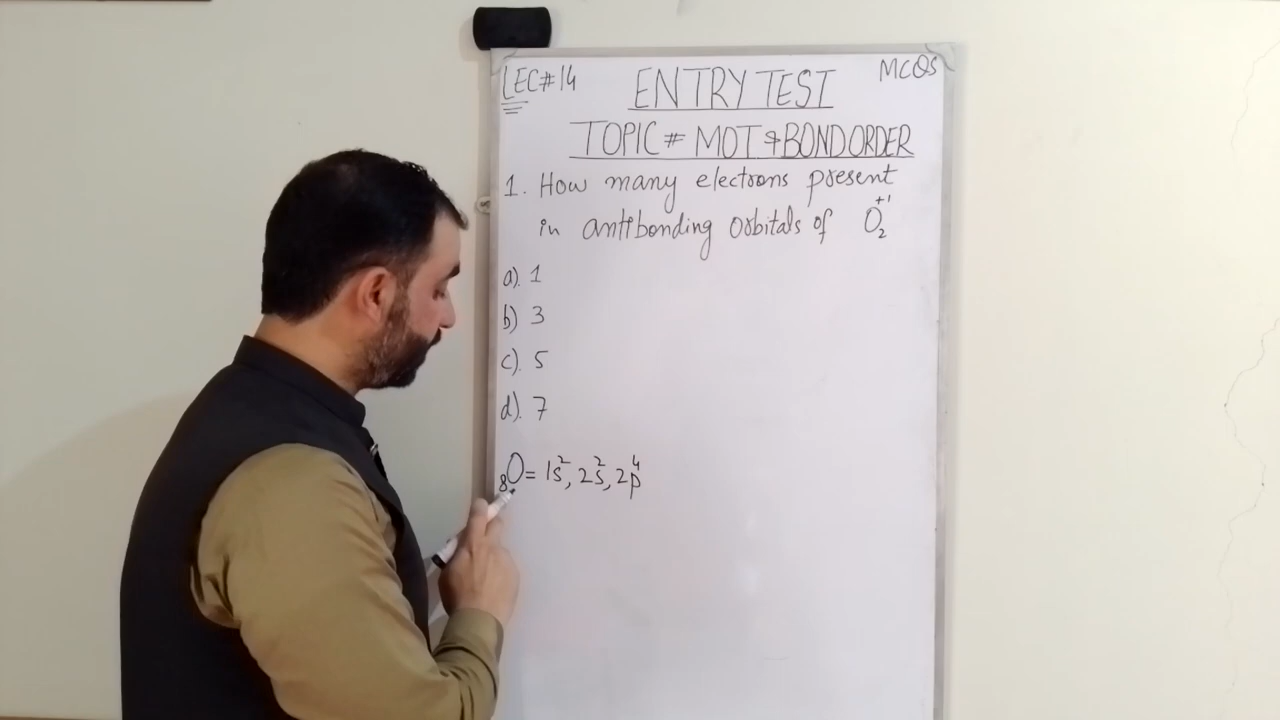 LEC#14 ENTRY TEST MCQS
TOPIC # MOT & BOND ORDER
1. How many electrons present
in antibonding orbitals of O₂⁺¹
a). 1
b) 3
c). 5
d). 7
₈O = 1s², 2s², 2p⁴